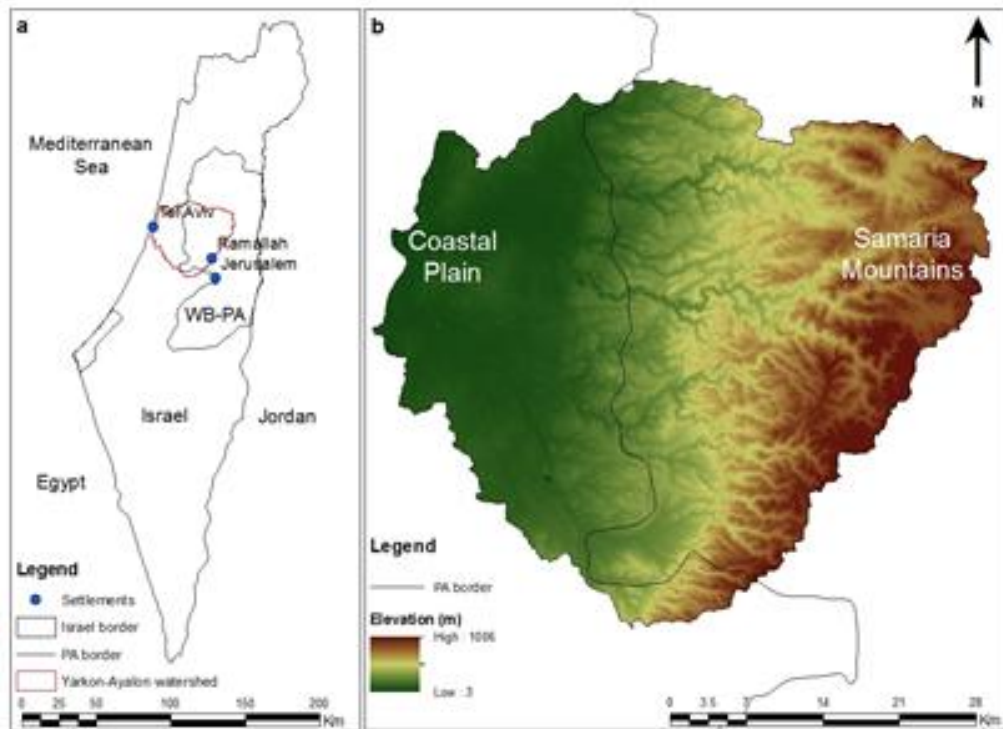 a
Mediterranean
Sea
Tel Aviv
Ramallah
Jerusalem
WB-PA
Israel
Jordan
Egypt
Legend
Settlements
Israel border
PA border
Yarkon-Ayalon watershed
0 25 50 100 150 200
Km
b
N
Coastal
Plain
Samaria
Mountains
Legend
PA border
Elevation (m)
High : 1006
Low : 3
0 3.5 7 14 21 28
Km